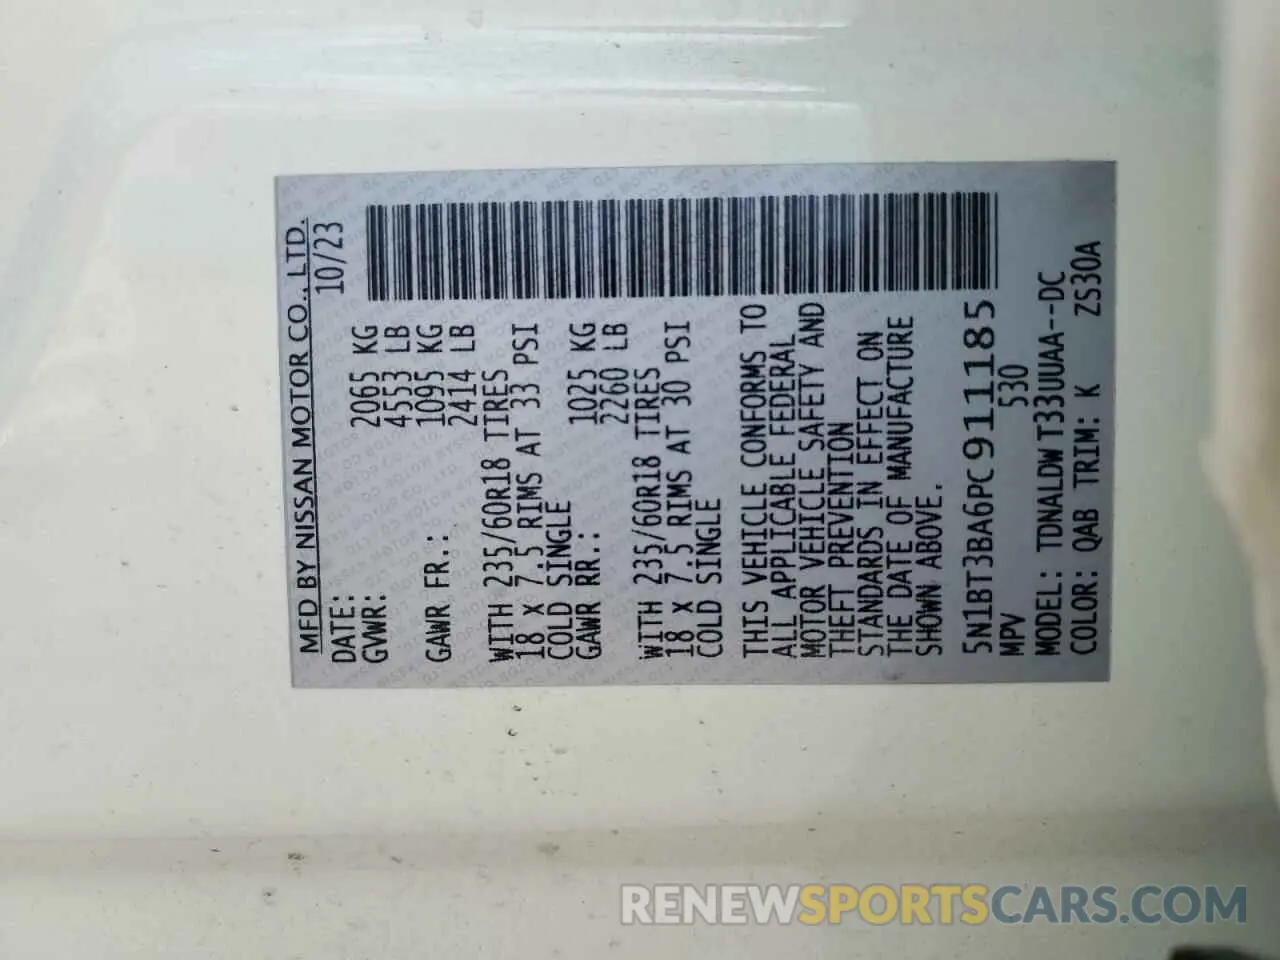 MFD BY NISSAN MOTOR CO., LTD.
DATE: 10/23
GVWR: 2065 KG
4553 LB
GAWR FR.: 1095 KG
2414 LB
WITH 235/60R18 TIRES
18 X 7.5 RIMS AT 33 PSI
COLD SINGLE
GAWR RR.: 1025 KG
2260 LB
WITH 235/60R18 TIRES
18 X 7.5 RIMS AT 30 PSI
COLD SINGLE
THIS VEHICLE CONFORMS TO
ALL APPLICABLE FEDERAL
MOTOR VEHICLE SAFETY AND
THEFT PREVENTION
STANDARDS IN EFFECT ON
THE DATE OF MANUFACTURE
SHOWN ABOVE.
5N1BT3BA6PC911185
MPV 530
MODEL: TDNALDWT33UUAA--DC
COLOR: QAB TRIM: K ZS30A
RENEWSPORTSCARS.COM